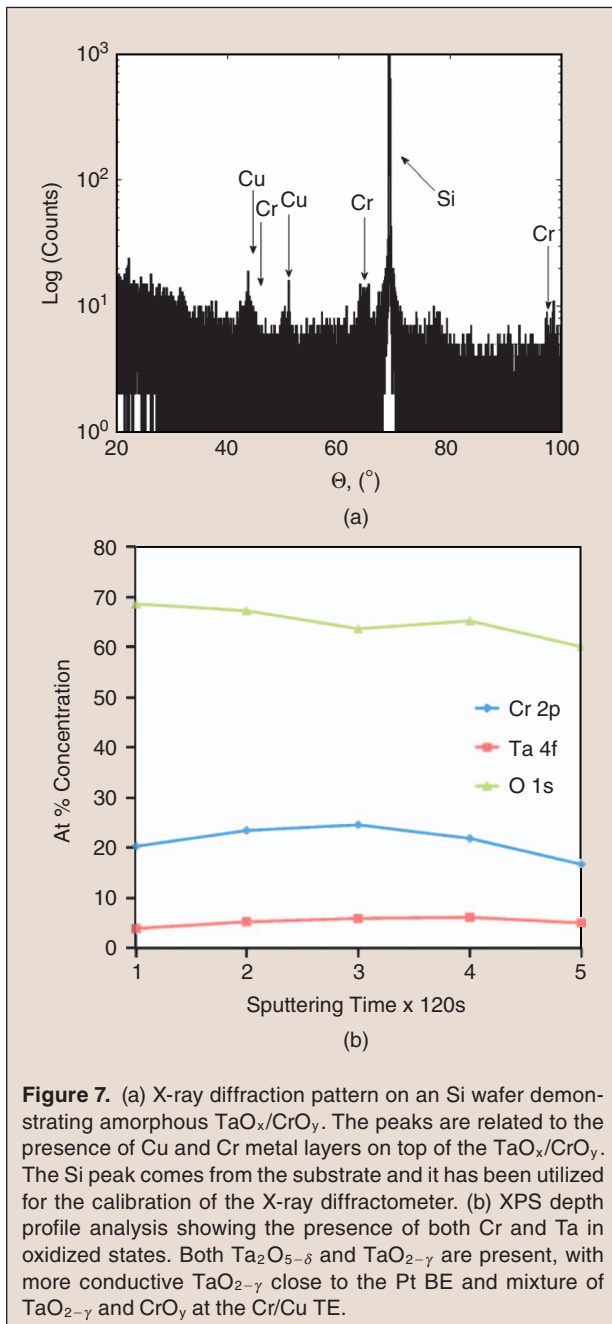 10³
10²
10¹
10⁰
Log (Counts)
Cu
Cr
Cu
Cr
Si
Cr
20 40 60 80 100
Θ, (°)
(a)
80
70
60
50
40
30
20
10
0
At % Concentration
Cr 2p
Ta 4f
O 1s
1 2 3 4 5
Sputtering Time x 120s
(b)
Figure 7. (a) X-ray diffraction pattern on an Si wafer demon-
strating amorphous TaOₓ/CrOᵧ. The peaks are related to the
presence of Cu and Cr metal layers on top of the TaOₓ/CrOᵧ.
The Si peak comes from the substrate and it has been utilized
for the calibration of the X-ray diffractometer. (b) XPS depth
profile analysis showing the presence of both Cr and Ta in
oxidized states. Both Ta₂O₅₋δ and TaO₂₋γ are present, with
more conductive TaO₂₋γ close to the Pt BE and mixture of
TaO₂₋γ and CrOᵧ at the Cr/Cu TE.